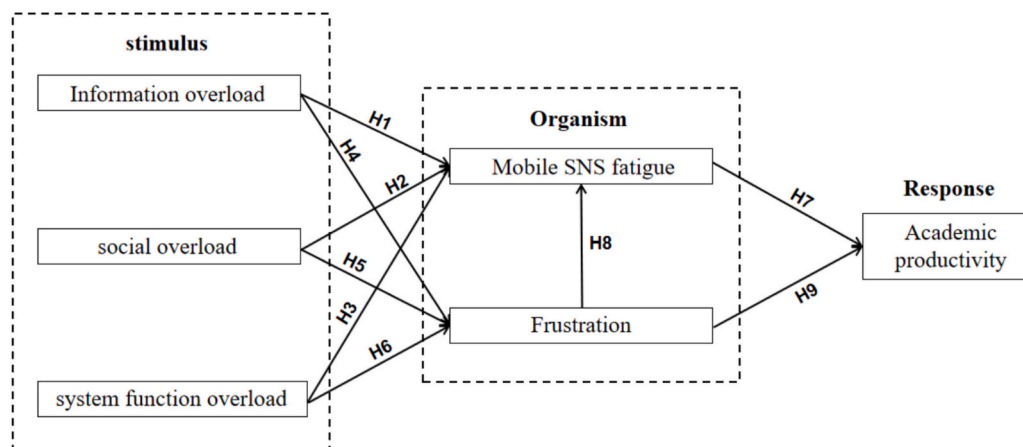 stimulus
Information overload
H1
H4
Organism
Mobile SNS fatigue
H2
H7
Response
social overload
H5
H8
Academic
productivity
H3
H9
Frustration
H6
system function overload